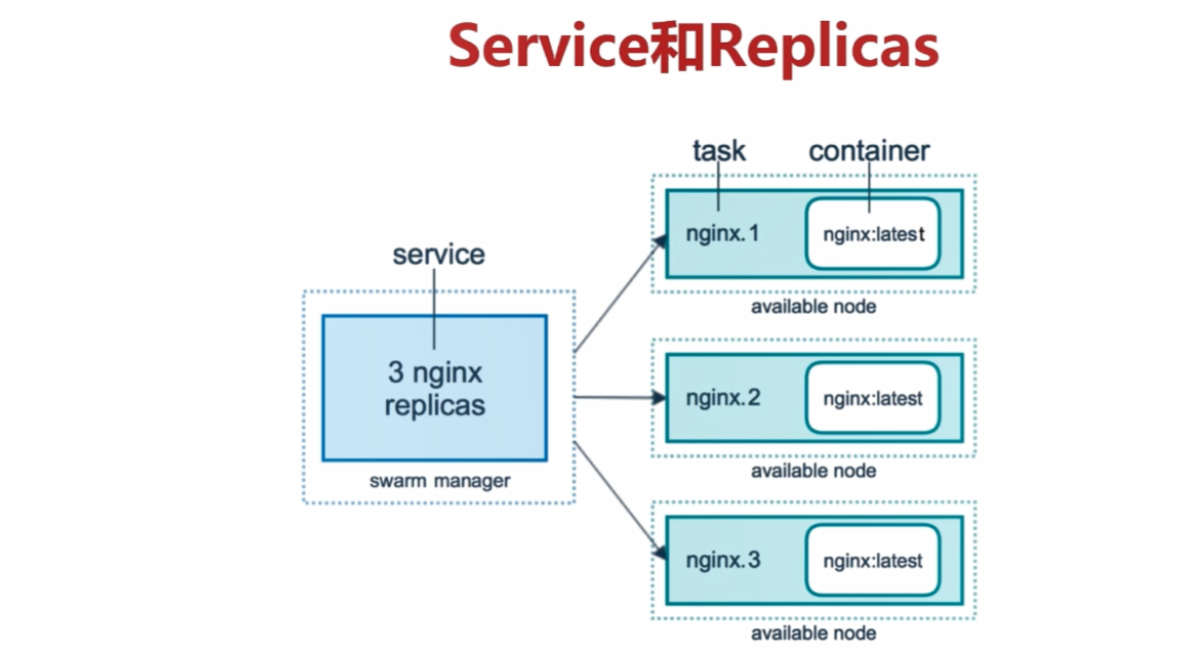 Service和Replicas
task
container
nginx.1
nginx:latest
available node
service
3 nginx
replicas
swarm manager
nginx.2
nginx:latest
available node
nginx.3
nginx:latest
available node